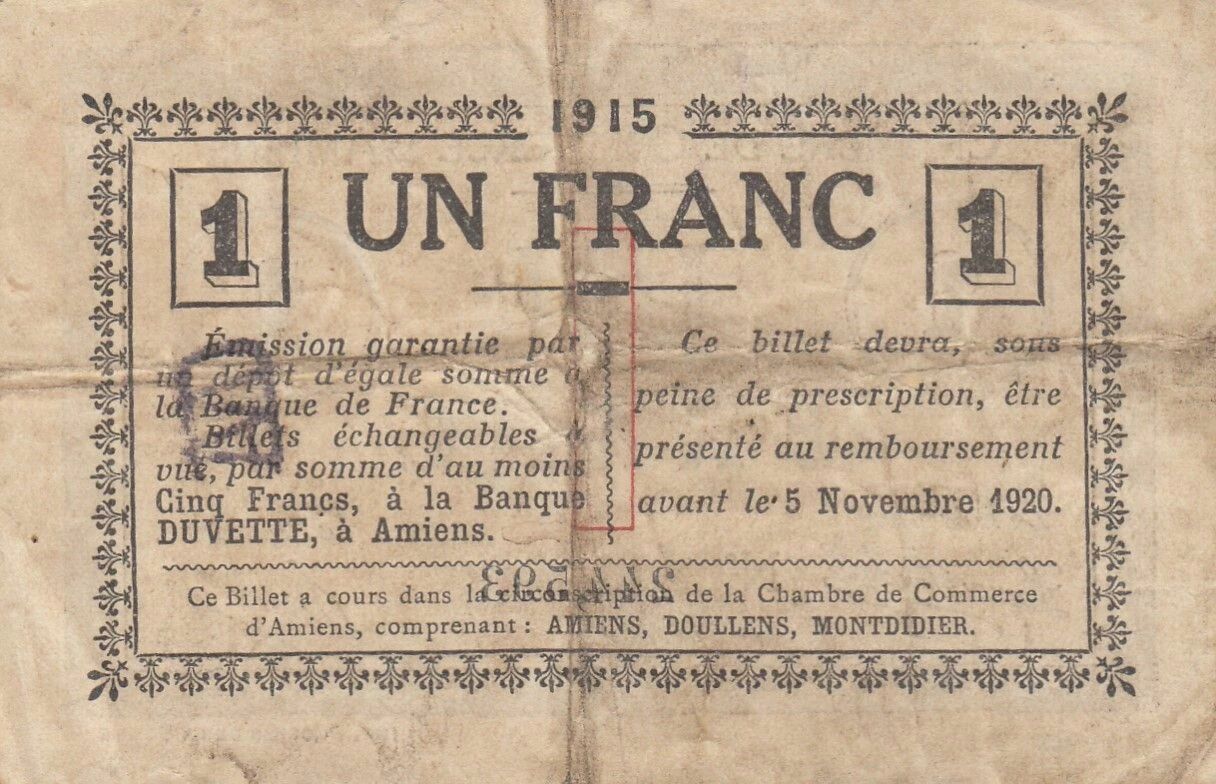 1915
1 UN FRANC 1
Émission garantie par
un dépôt d'égale somme à
la Banque de France.
Billets échangeables à
vue, par somme d'au moins
Cinq Francs, à la Banque
DUVETTE, à Amiens.
Ce billet devra, sous
peine de prescription, être
présenté au remboursement
avant le 5 Novembre 1920.
Ce Billet a cours dans la circonscription de la Chambre de Commerce
d'Amiens, comprenant : AMIENS, DOULLENS, MONTDIDIER.